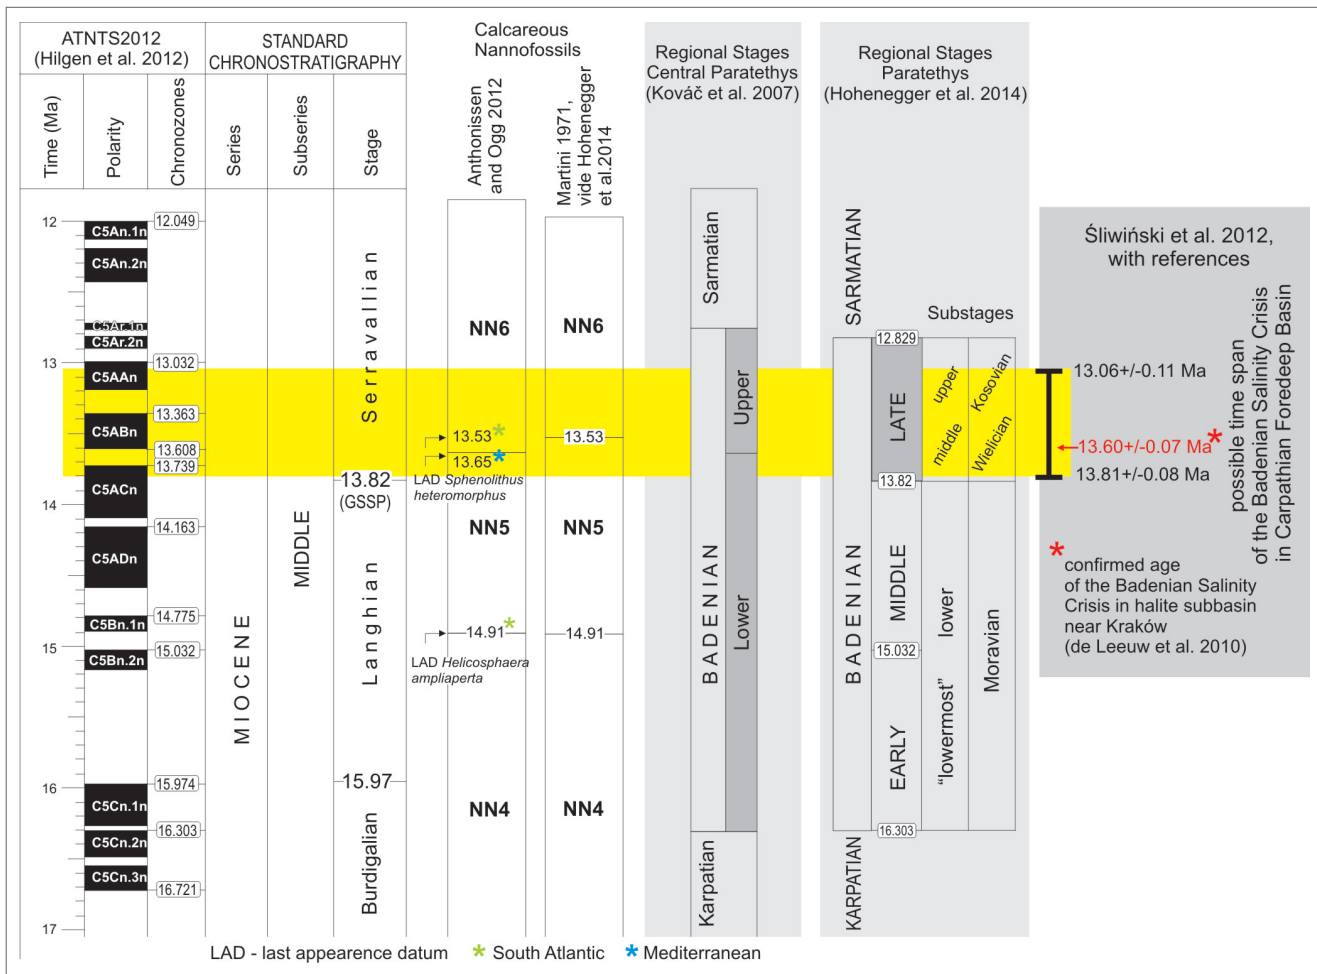 ATNTS2012
(Hilgen et al. 2012)
STANDARD
CHRONOSTRATIGRAPHY
Calcareous
Nannofossils
Regional Stages
Central Paratethys
(Kováč et al. 2007)
Regional Stages
Paratethys
(Hohenegger et al. 2014)
Time (Ma)
Polarity
Chronozones
Series
Subseries
Stage
Anthonissen
and Ogg 2012
Martini 1971,
vide Hohenegger
et al.2014
12
13
14
15
16
17
C5An.1n
C5An.2n
C5Ar.1n
C5Ar.2n
C5AAn
C5ABn
C5ACn
C5ADn
C5Bn.1n
C5Bn.2n
C5Cn.1n
C5Cn.2n
C5Cn.3n
12.049
13.032
13.363
13.608
13.739
14.163
14.775
15.032
15.974
16.303
16.721
MIOCENE
MIDDLE
Serravallian
13.82
(GSSP)
Langhian
15.97
Burdigalian
NN6
13.53*
13.65*
LAD Sphenolithus
heteromorphus
NN5
14.91*
LAD Helicosphaera
ampliaperta
NN4
NN6
13.53
NN5
14.91
NN4
Sarmatian
BADENIAN
Upper
Lower
Karpatian
SARMATIAN
BADENIAN
KARPATIAN
Substages
12.829
LATE
13.82
MIDDLE
15.032
EARLY
16.303
upper
middle
lower
"lowermost"
Kosovian
Wielician
Moravian
Śliwiński et al. 2012,
with references
13.06+/-0.11 Ma
13.60+/-0.07 Ma*
13.81+/-0.08 Ma
possible time span
of the Badenian Salinity Crisis
in Carpathian Foredeep Basin
* confirmed age
of the Badenian Salinity
Crisis in halite subbasin
near Kraków
(de Leeuw et al. 2010)
LAD - last appearence datum * South Atlantic * Mediterranean